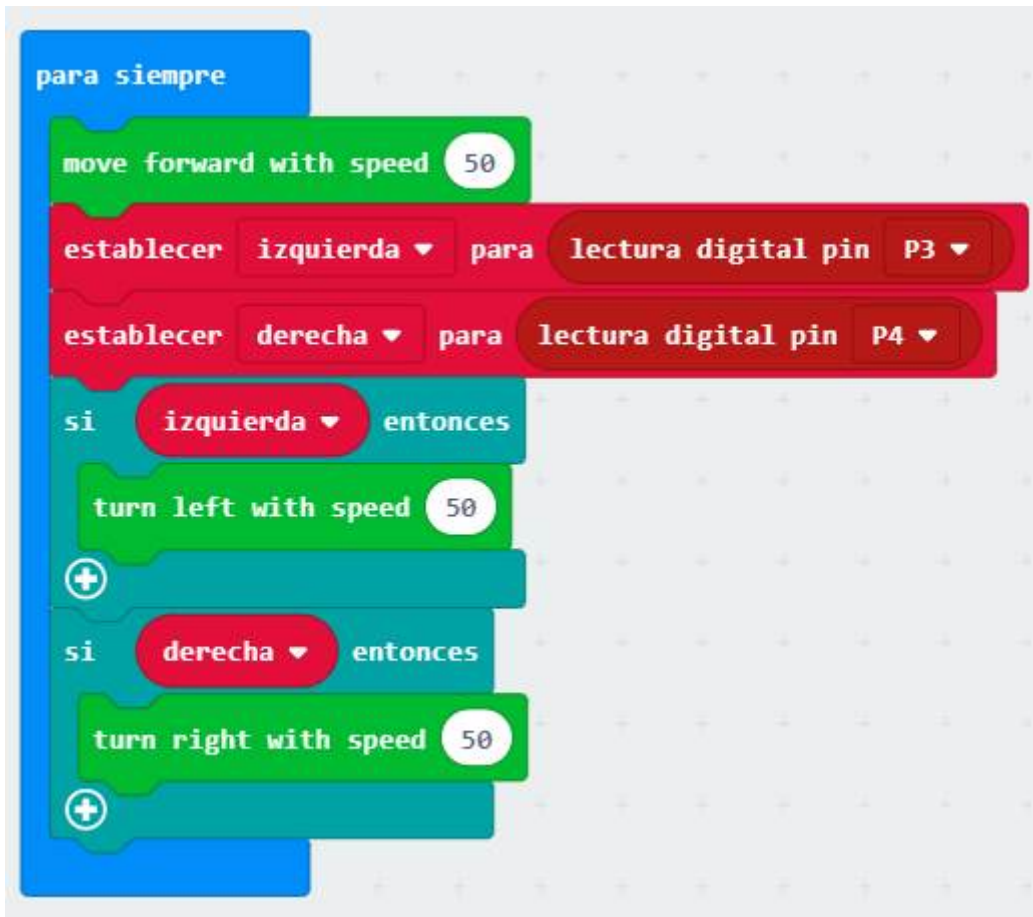 para siempre
move forward with speed 50
establecer izquierda para lectura digital pin P3
establecer derecha para lectura digital pin P4
si izquierda entonces
turn left with speed 50
si derecha entonces
turn right with speed 50